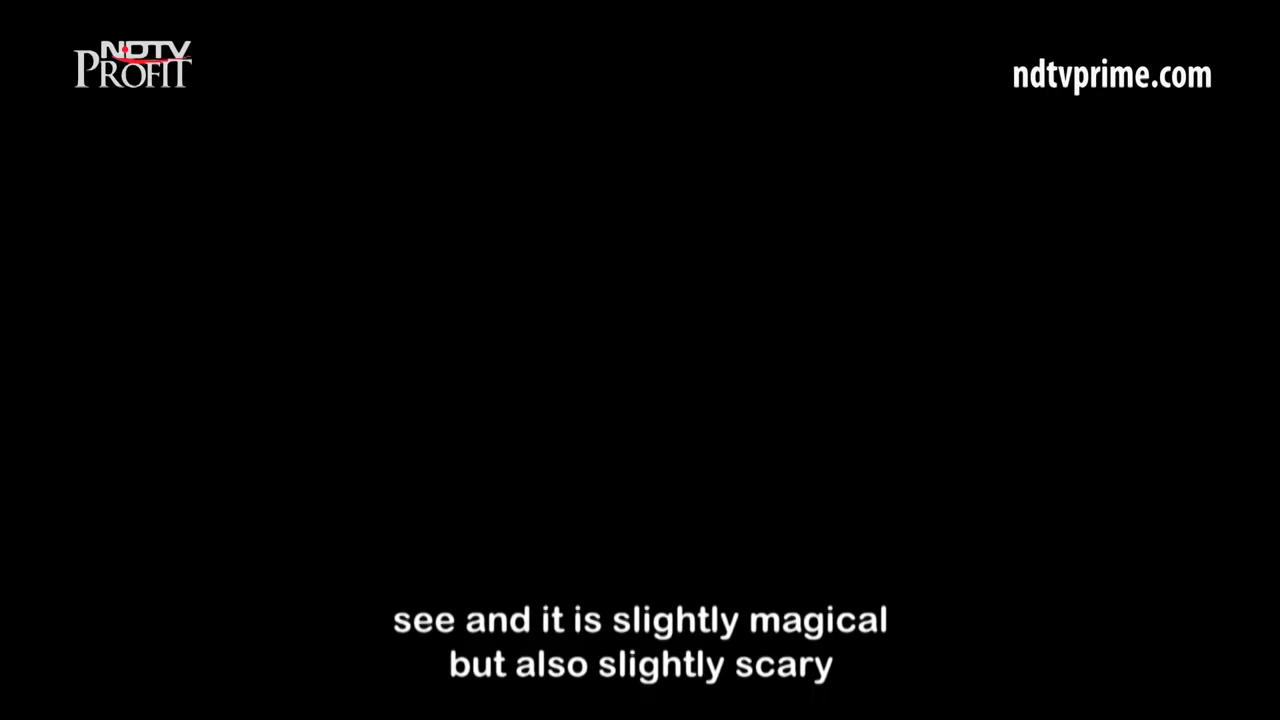 NDTV
PROFIT
ndtvprime.com
see and it is slightly magical
but also slightly scary